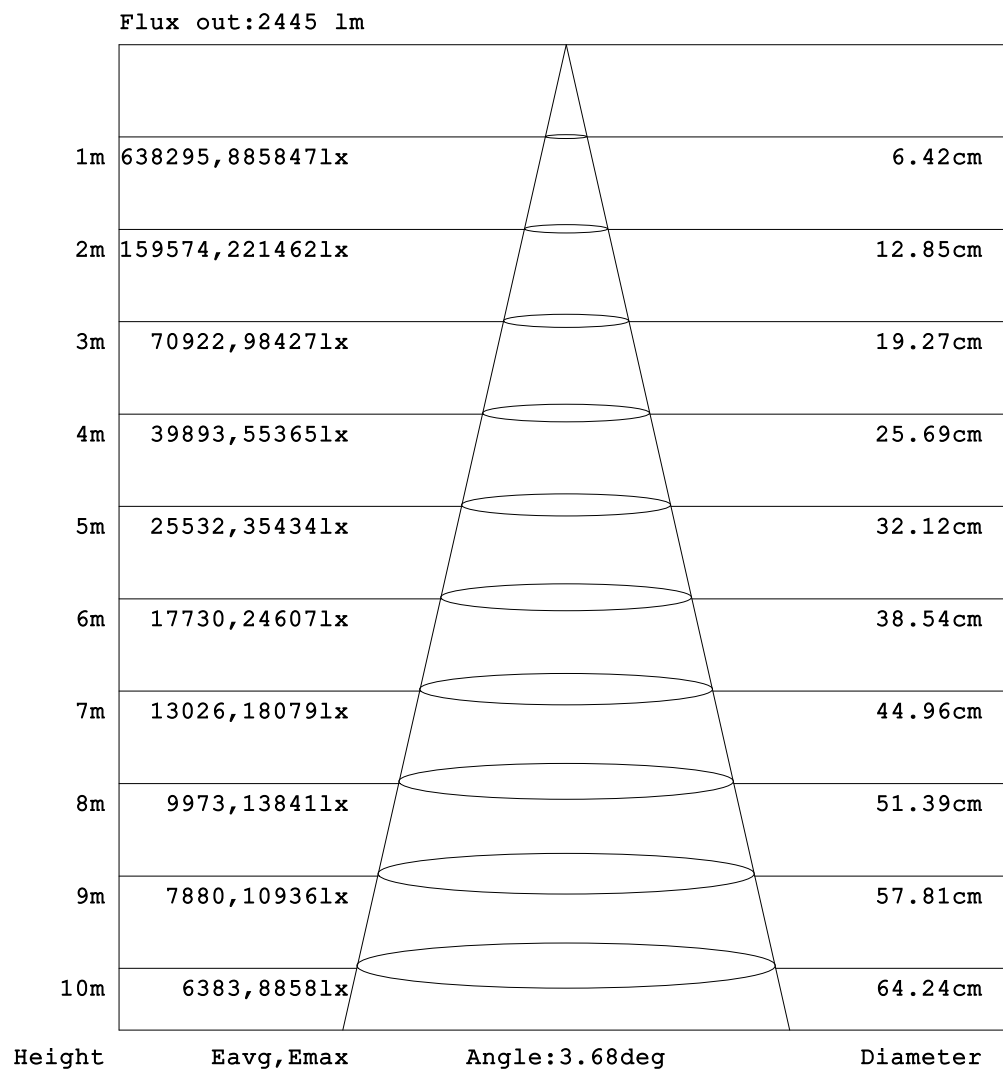 Flux out:2445 lm
1m 638295,885847lx 6.42cm
2m 159574,221462lx 12.85cm
3m 70922,98427lx 19.27cm
4m 39893,55365lx 25.69cm
5m 25532,35434lx 32.12cm
6m 17730,24607lx 38.54cm
7m 13026,18079lx 44.96cm
8m 9973,13841lx 51.39cm
9m 7880,10936lx 57.81cm
10m 6383,8858lx 64.24cm
Height Eavg,Emax Angle:3.68deg Diameter